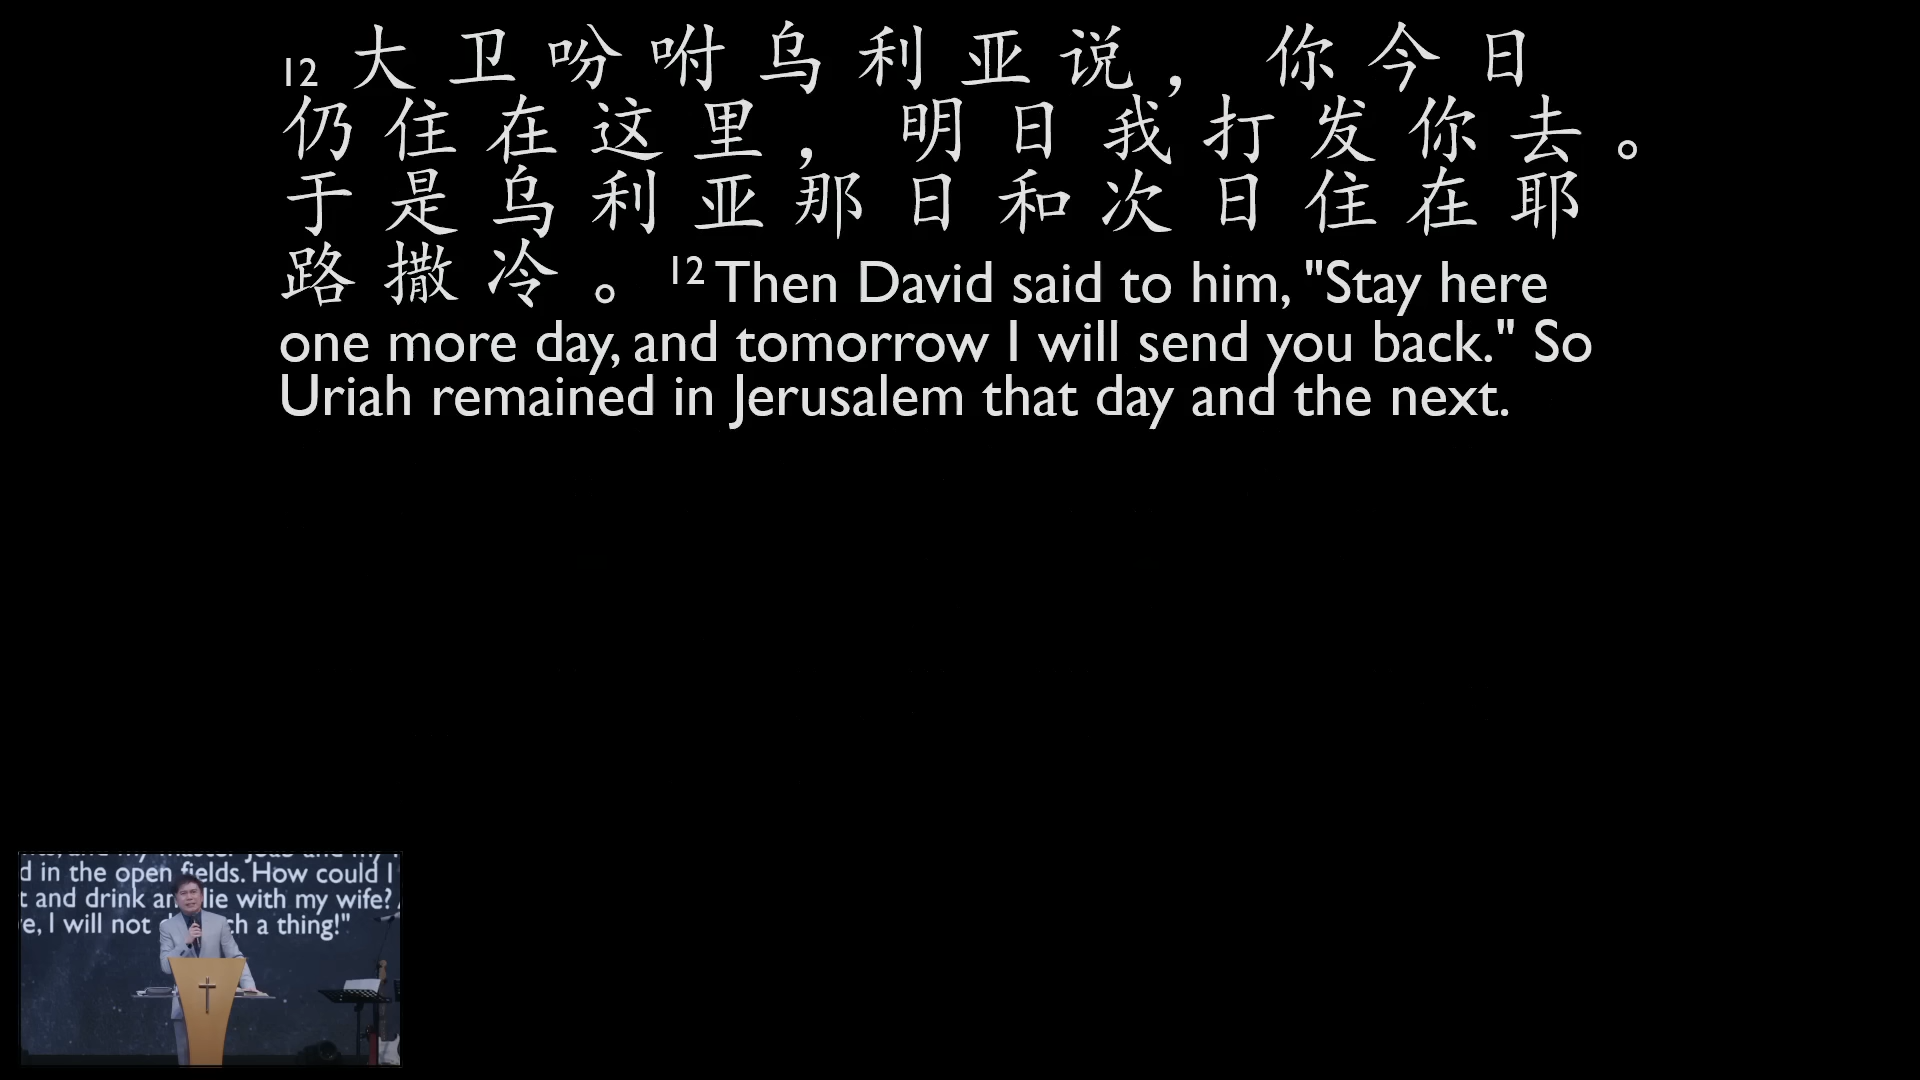 12 大卫吩咐乌利亚说，你今日
仍住在这里，明日我打发你去。
于是乌利亚那日和次日住在耶
路撒冷。 12 Then David said to him, "Stay here
one more day, and tomorrow I will send you back." So
Uriah remained in Jerusalem that day and the next.
d in the open fields. How could I
t and drink an lie with my wife?
e, I will not ch a thing!"